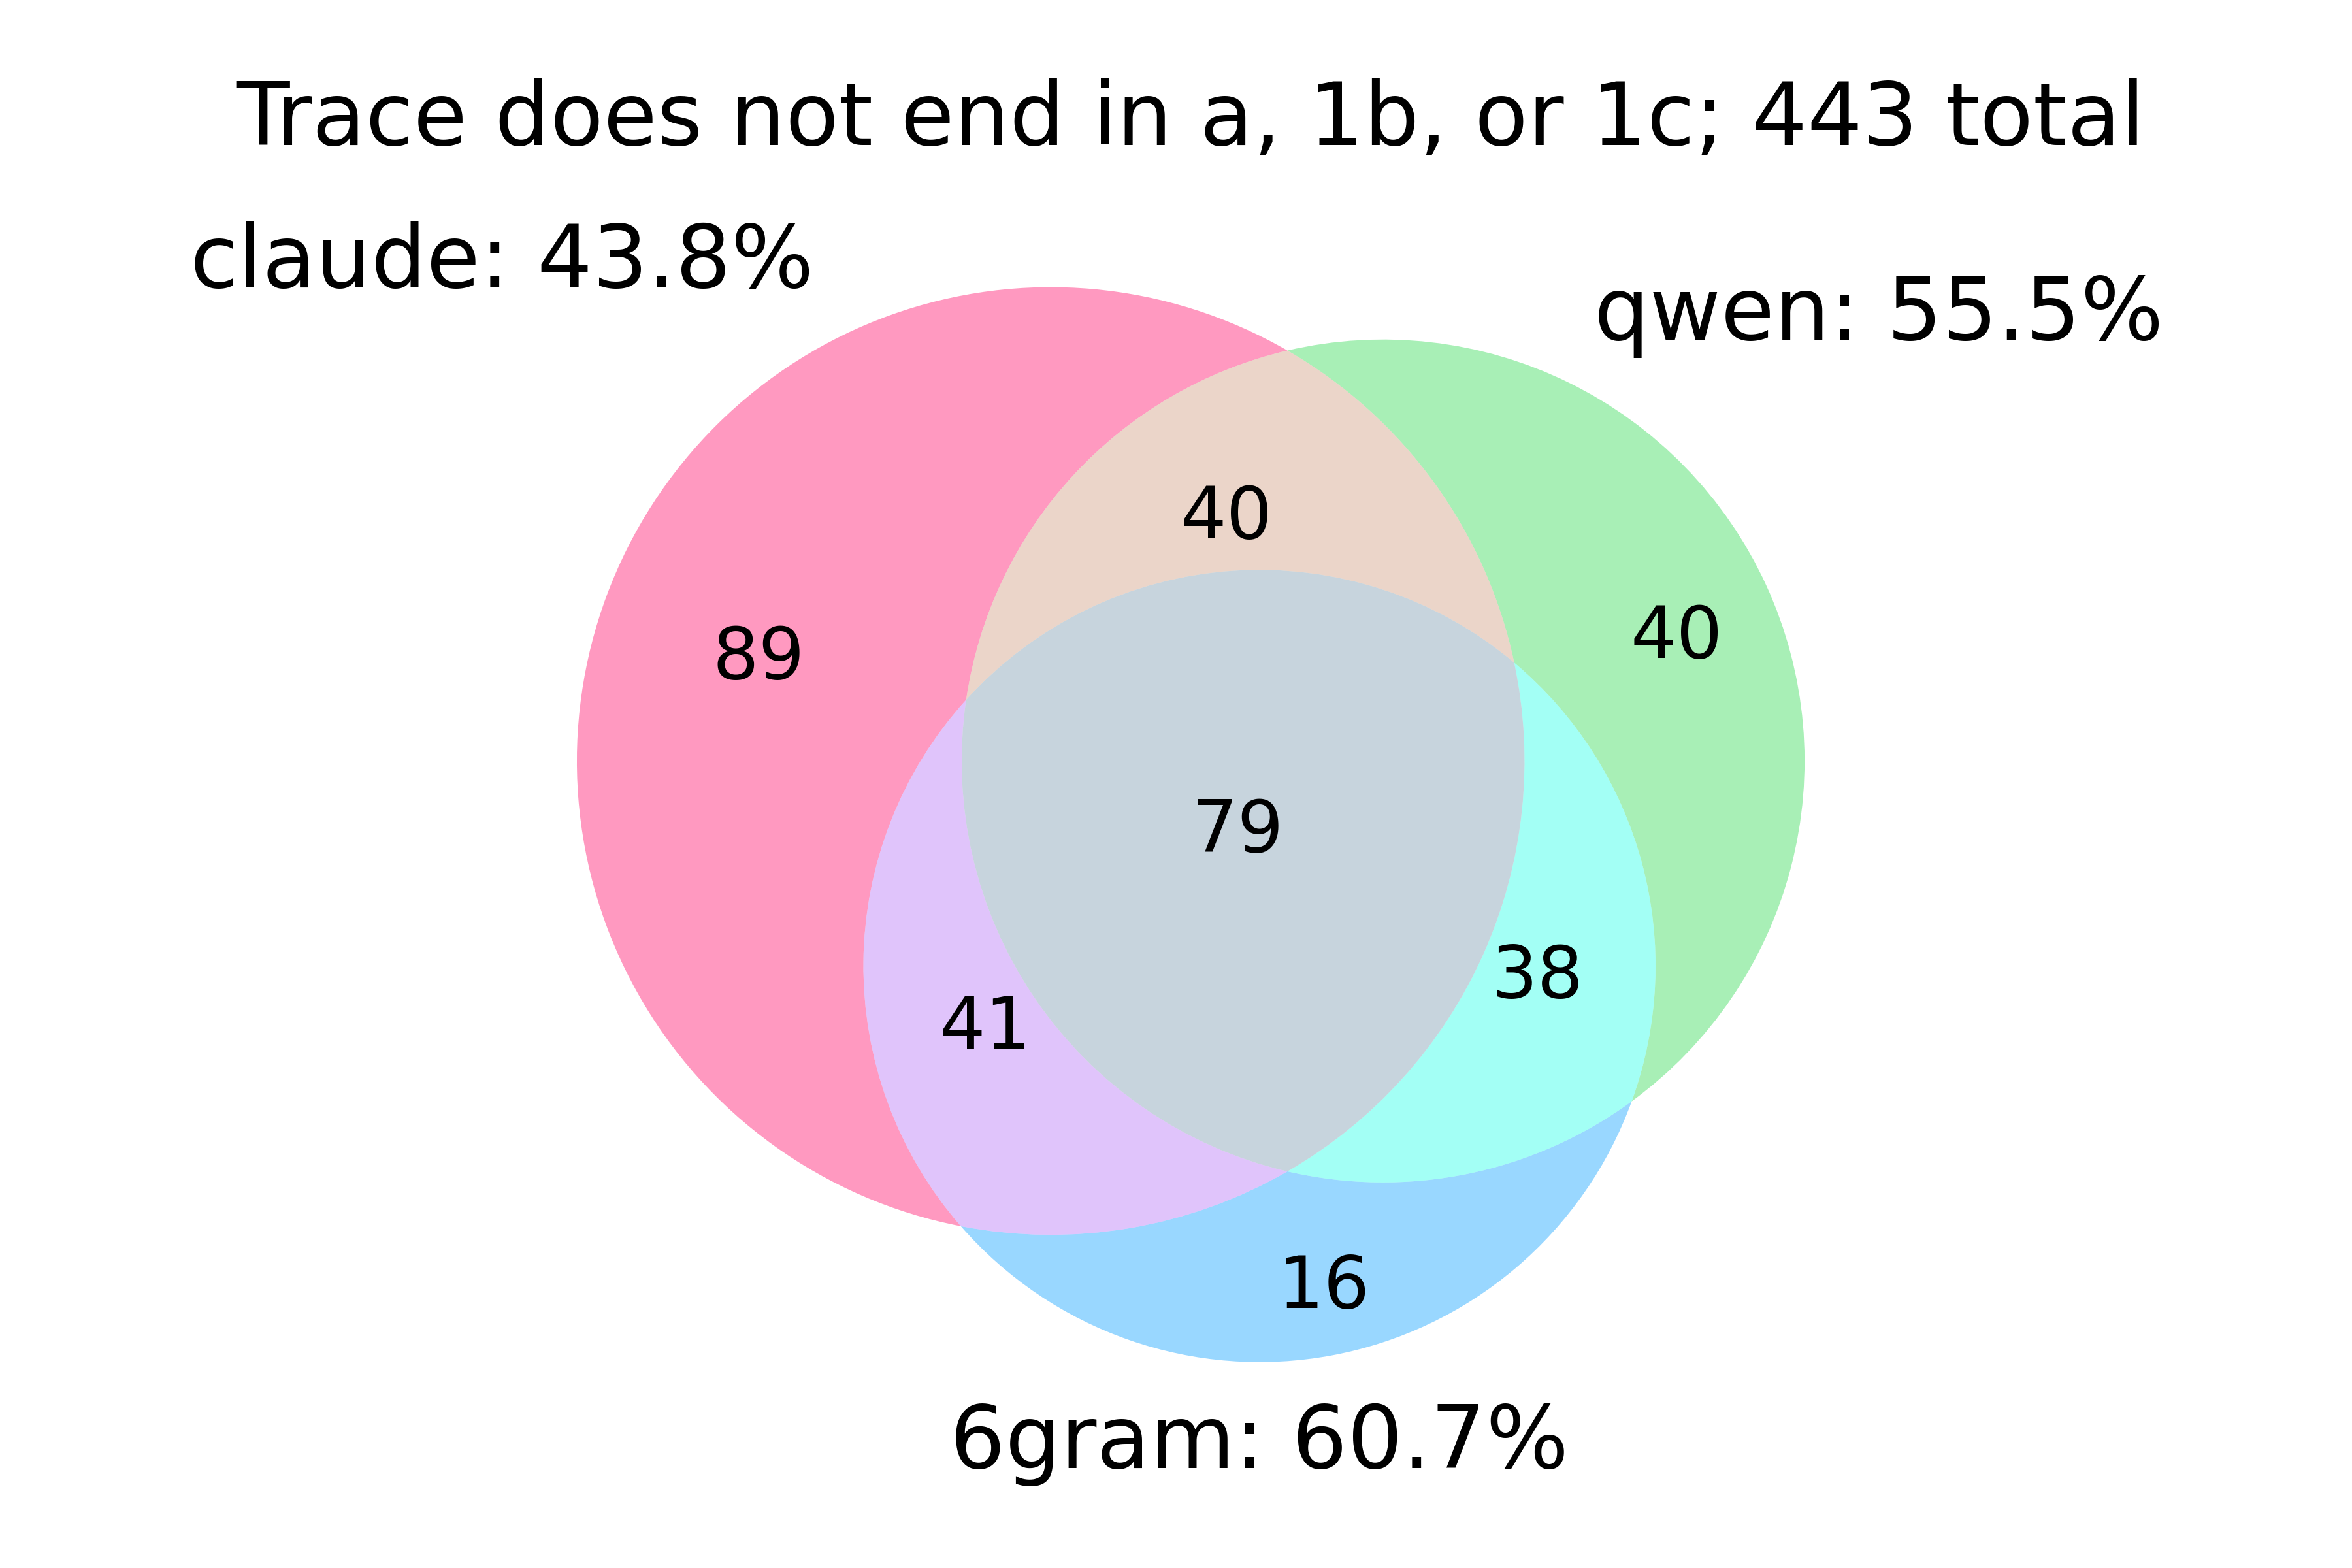 Trace does not end in a, 1b, or 1c; 443 total
claude: 43.8%
qwen: 55.5%
40
40
89
79
38
41
16
6gram: 60.7%